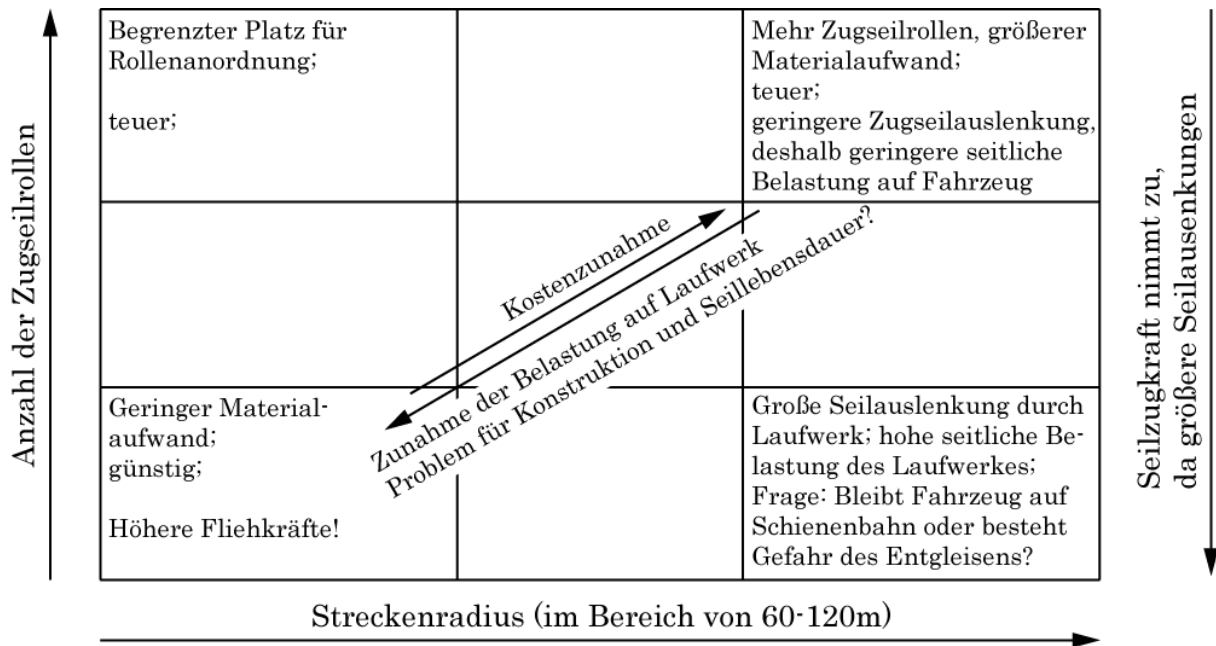 Begrenzter Platz für
Rollenanordnung;
teuer;
Mehr Zugseilrollen, größerer
Materialaufwand;
teuer;
geringere Zugseilauslenkung,
deshalb geringere seitliche
Belastung auf Fahrzeug
Anzahl der Zugseilrollen
Kostenzunahme
Zunahme der Belastung auf Laufwerk
Problem für Konstruktion und Seillebensdauer?
Seilzugkraft nimmt zu,
da größere Seilausenkungen
Geringer Material-
aufwand;
günstig;
Höhere Fliehkräfte!
Große Seilauslenkung durch
Laufwerk; hohe seitliche Be-
lastung des Laufwerkes;
Frage: Bleibt Fahrzeug auf
Schienenbahn oder besteht
Gefahr des Entgleisens?
Streckenradius (im Bereich von 60-120m)